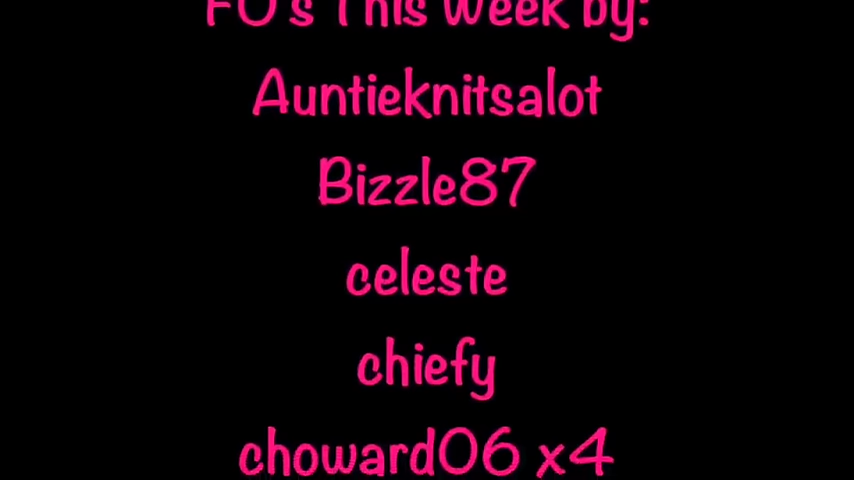 FO's This Week by:
Auntieknitsalot
Bizzle87
celeste
chiefy
choward06 x4